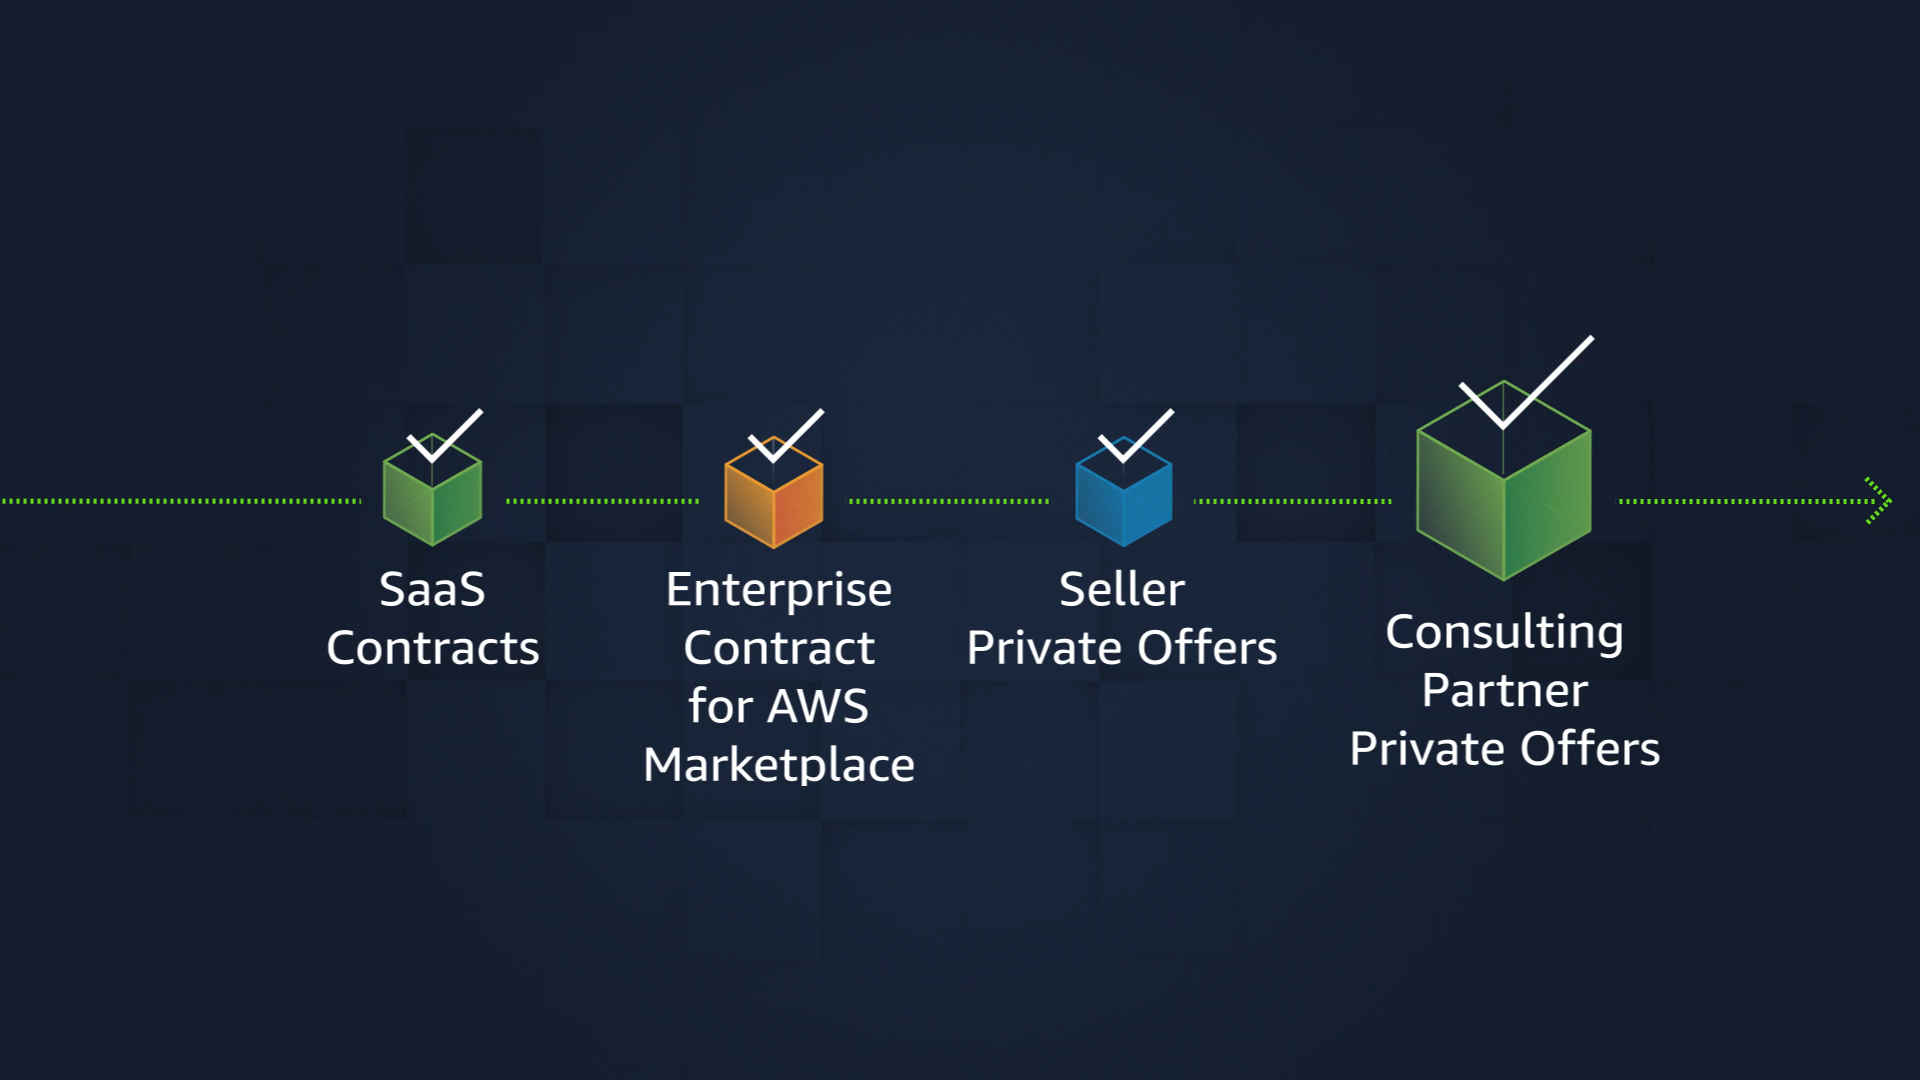 SaaS
Contracts
Enterprise
Contract
for AWS
Marketplace
Seller
Private Offers
Consulting
Partner
Private Offers